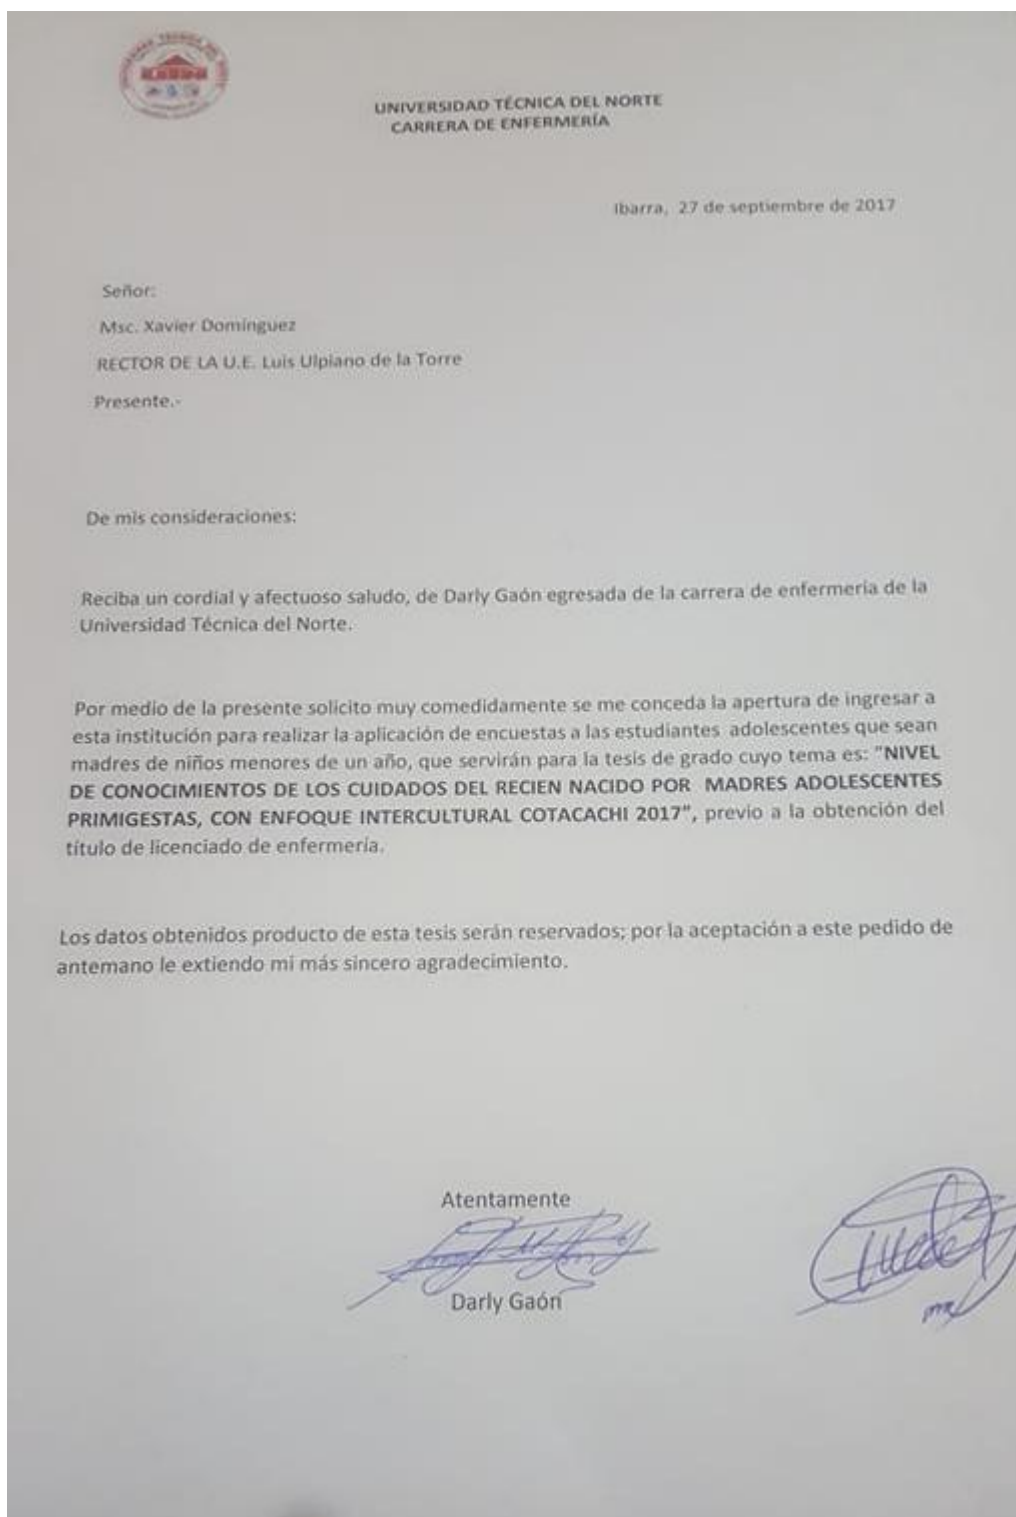 UNIVERSIDAD TÉCNICA DEL NORTE
CARRERA DE ENFERMERÍA
Ibarra, 27 de septiembre de 2017
Señor:
Msc. Xavier Domínguez
RECTOR DE LA U.E. Luis Ulpiano de la Torre
Presente.-
De mis consideraciones:
Reciba un cordial y afectuoso saludo, de Darly Gaón egresada de la carrera de enfermería de la
Universidad Técnica del Norte.
Por medio de la presente solicito muy comedidamente se me conceda la apertura de ingresar a
esta institución para realizar la aplicación de encuestas a las estudiantes adolescentes que sean
madres de niños menores de un año, que servirán para la tesis de grado cuyo tema es: "NIVEL
DE CONOCIMIENTOS DE LOS CUIDADOS DEL RECIEN NACIDO POR MADRES ADOLESCENTES
PRIMIGESTAS, CON ENFOQUE INTERCULTURAL COTACACHI 2017", previo a la obtención del
título de licenciado de enfermería.
Los datos obtenidos producto de esta tesis serán reservados; por la aceptación a este pedido de
antemano le extiendo mi más sincero agradecimiento.
Atentamente
Darly Gaón